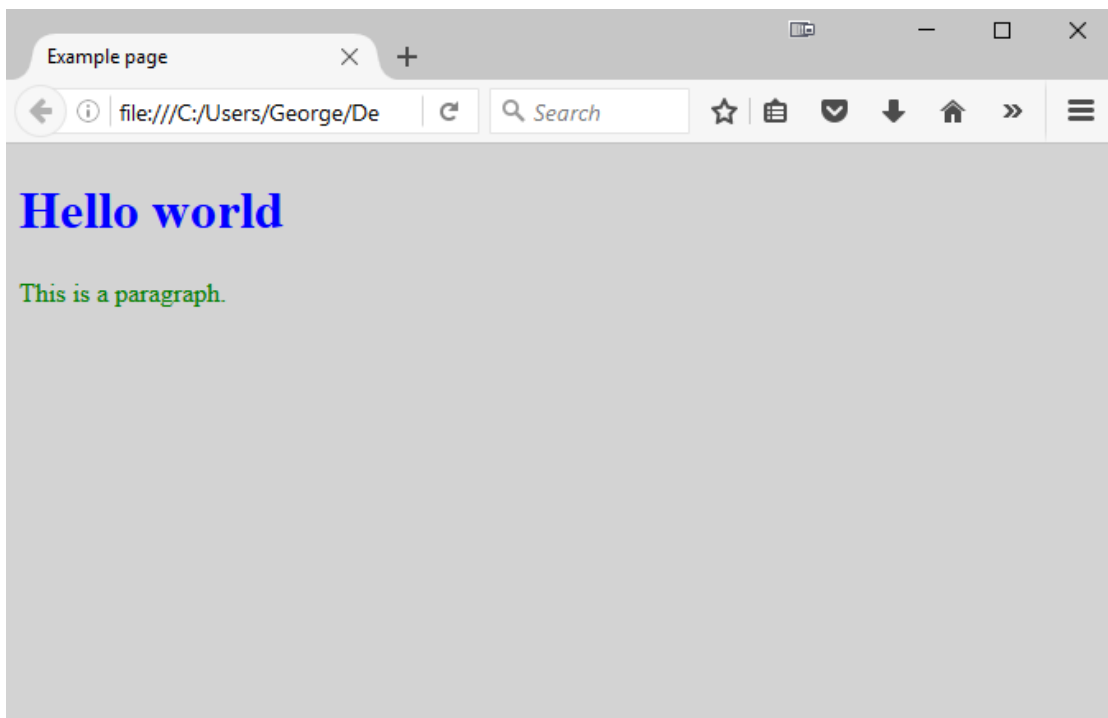 Example page
file:///C:/Users/George/De
Search
Hello world
This is a paragraph.